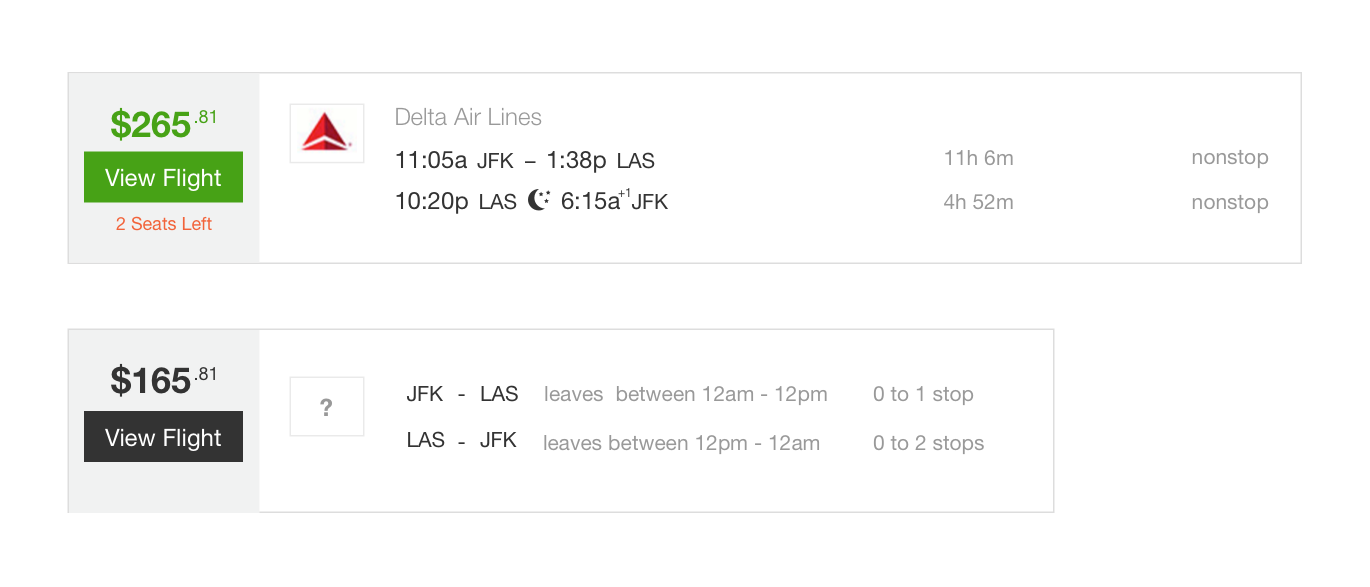 $265.81
View Flight
2 Seats Left
Delta Air Lines
11:05a JFK – 1:38p LAS 11h 6m nonstop
10:20p LAS 6:15a+1JFK 4h 52m nonstop
$165.81
View Flight
?
JFK - LAS leaves between 12am - 12pm 0 to 1 stop
LAS - JFK leaves between 12pm - 12am 0 to 2 stops